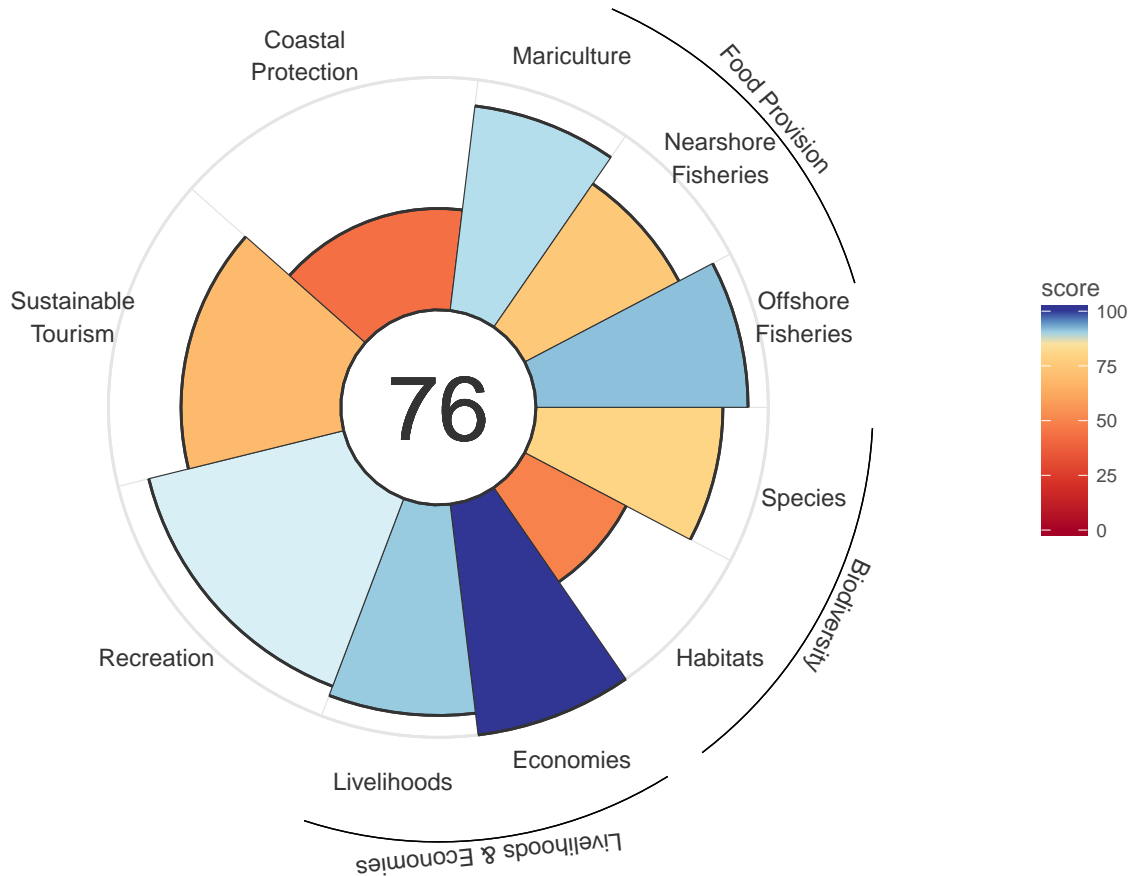 Coastal
Protection
Mariculture
Food Provision
Nearshore
Fisheries
Offshore
Fisheries
Sustainable
Tourism
76
Species
Biodiversity
Habitats
Recreation
Economies
Livelihoods
Livelihoods & Economies
score
100
75
50
25
0